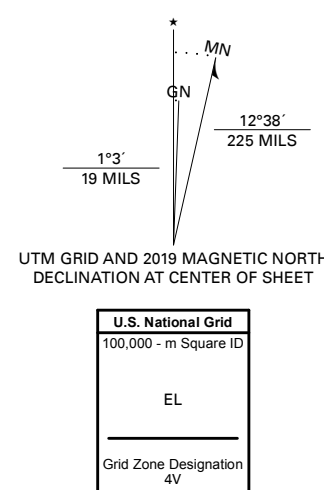 ★
MN
GN
12°38´
225 MILS
1°3´
19 MILS
UTM GRID AND 2019 MAGNETIC NORTH
DECLINATION AT CENTER OF SHEET
U.S. National Grid
100,000 - m Square ID
EL
Grid Zone Designation
4V